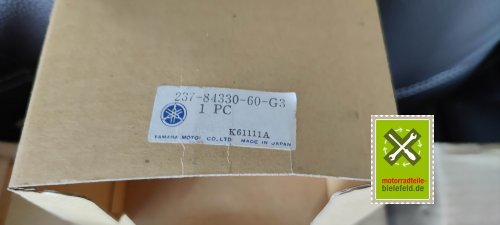 237-84330-60-G3
1 PC
K61111A
YAMAHA MOTOR CO.,LTD. MADE IN JAPAN
motorradteile-
bielefeld.de